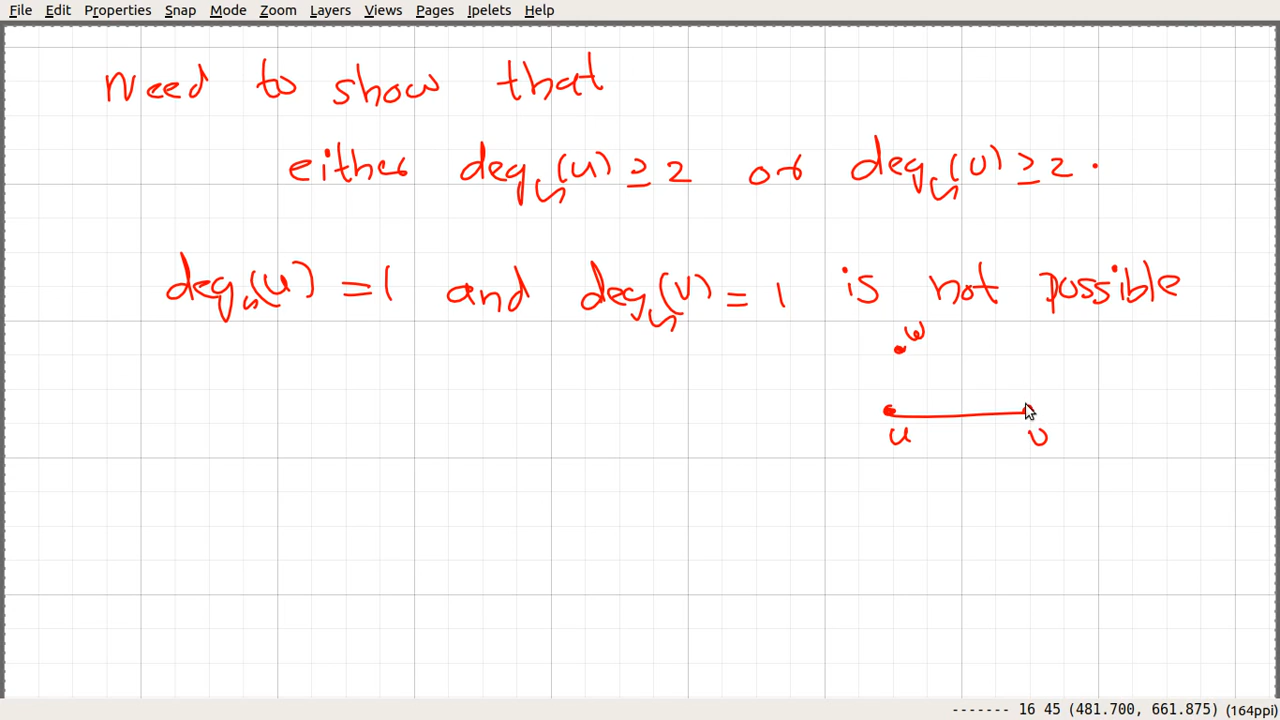 File Edit Properties Snap Mode Zoom Layers Views Pages Ipelets Help
Need to show that
either deg_G(u) ≥ 2 or deg_G(v) ≥ 2.
deg_G(u) = 1 and deg_G(v) = 1 is not possible
w
u v
------- 16 45 (481.700, 661.875) (164ppi)